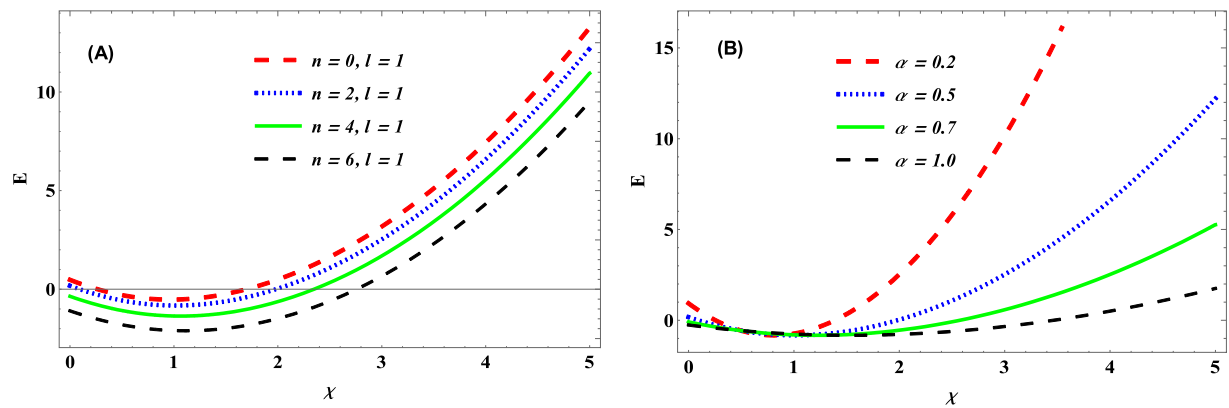 (A)
n = 0, l = 1
n = 2, l = 1
n = 4, l = 1
n = 6, l = 1
E
10
5
0
0
1
2
3
4
5
χ
(B)
α = 0.2
α = 0.5
α = 0.7
α = 1.0
E
15
10
5
0
0
1
2
3
4
5
χ